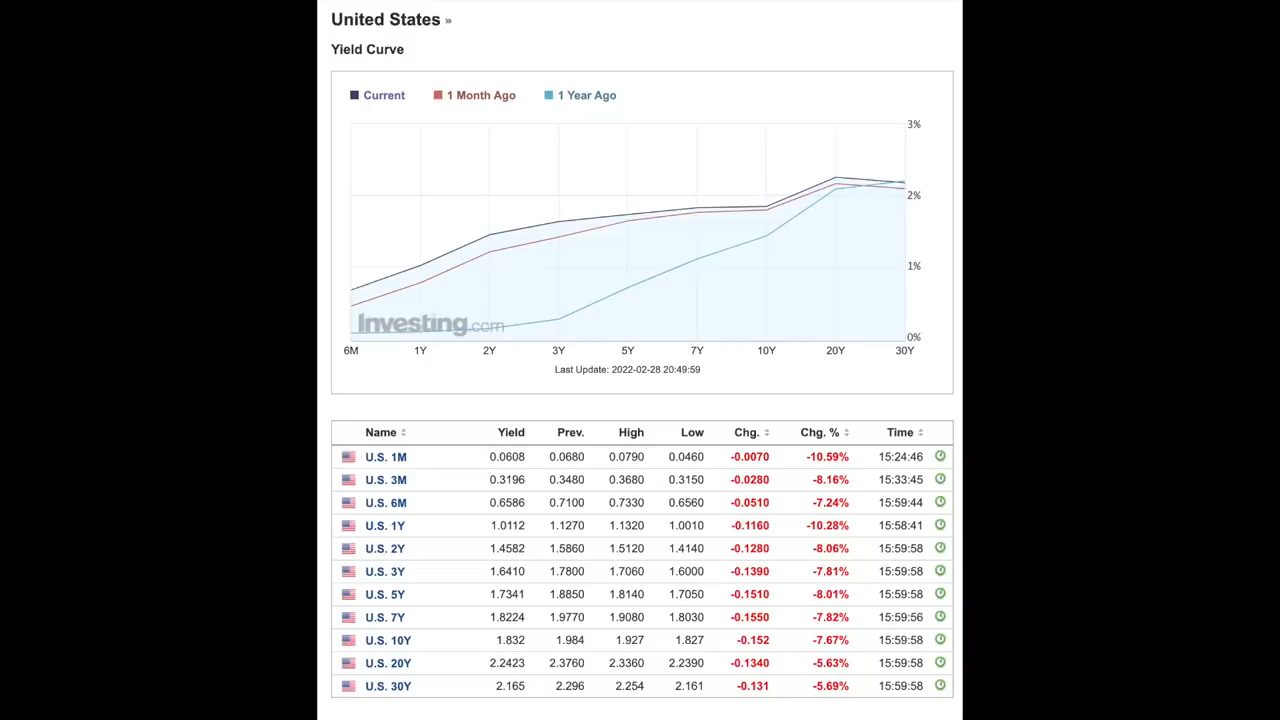 United States »
Yield Curve
Current 1 Month Ago 1 Year Ago
3%
2%
1%
0%
Investing.com
6M 1Y 2Y 3Y 5Y 7Y 10Y 20Y 30Y
Last Update: 2022-02-28 20:49:59
Name Yield Prev. High Low Chg. Chg. % Time
U.S. 1M 0.0608 0.0680 0.0790 0.0460 -0.0070 -10.59% 15:24:46
U.S. 3M 0.3196 0.3480 0.3680 0.3150 -0.0280 -8.16% 15:33:45
U.S. 6M 0.6586 0.7100 0.7330 0.6560 -0.0510 -7.24% 15:59:44
U.S. 1Y 1.0112 1.1270 1.1320 1.0010 -0.1160 -10.28% 15:58:41
U.S. 2Y 1.4582 1.5860 1.5120 1.4140 -0.1280 -8.06% 15:59:58
U.S. 3Y 1.6410 1.7800 1.7060 1.6000 -0.1390 -7.81% 15:59:58
U.S. 5Y 1.7341 1.8850 1.8140 1.7050 -0.1510 -8.01% 15:59:58
U.S. 7Y 1.8224 1.9770 1.9080 1.8030 -0.1550 -7.82% 15:59:56
U.S. 10Y 1.832 1.984 1.927 1.827 -0.152 -7.67% 15:59:58
U.S. 20Y 2.2423 2.3760 2.3360 2.2390 -0.1340 -5.63% 15:59:58
U.S. 30Y 2.165 2.296 2.254 2.161 -0.131 -5.69% 15:59:58